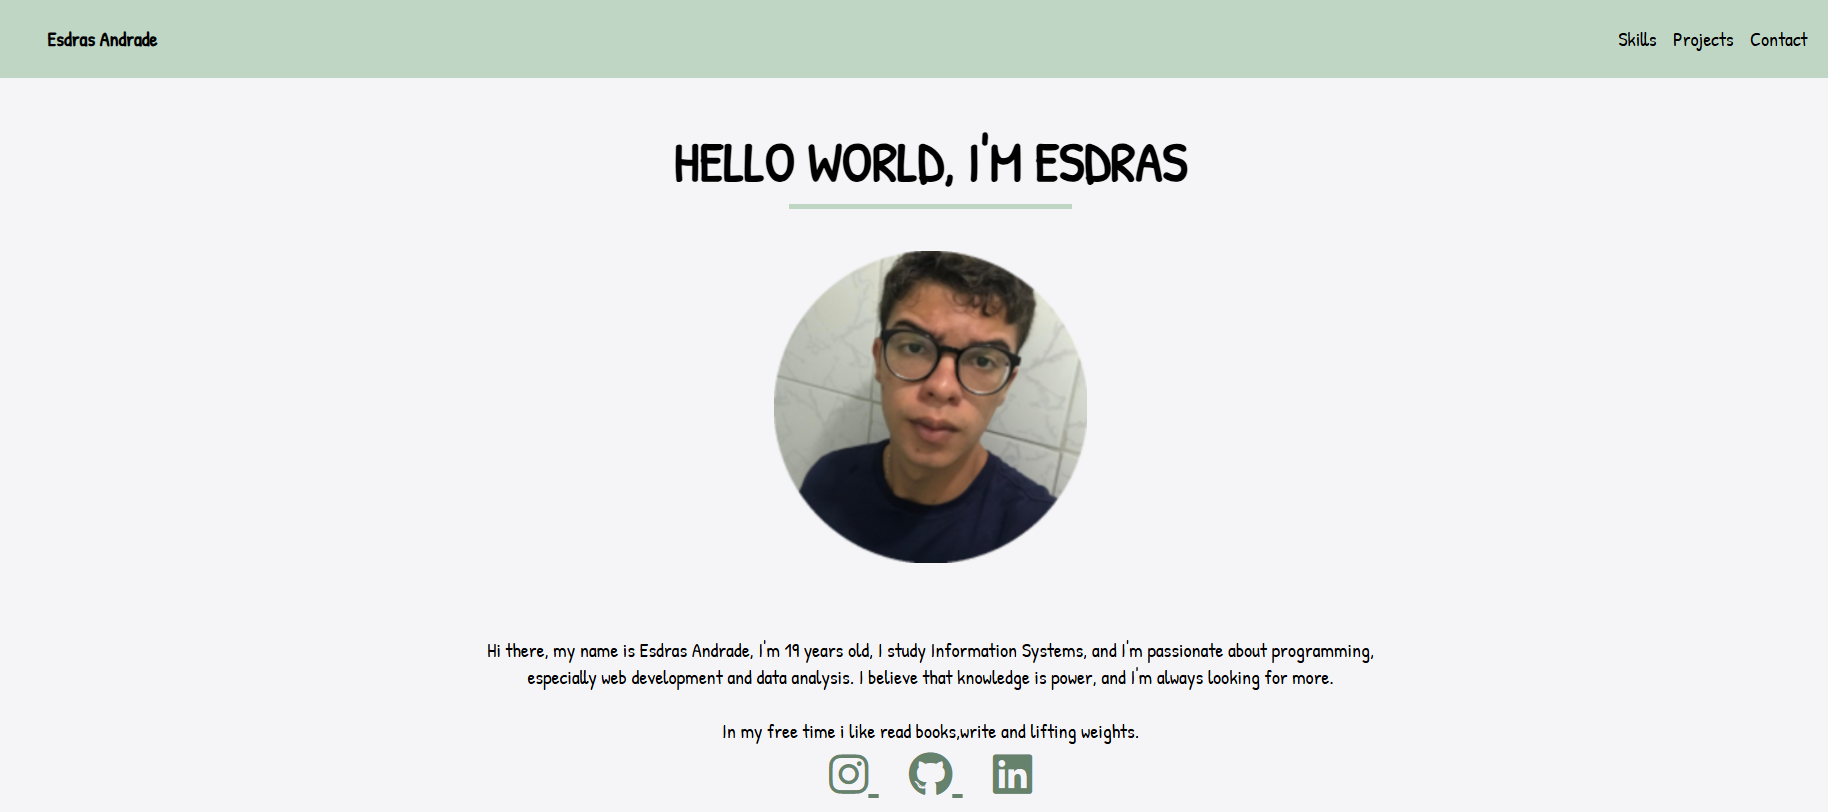 Esdras Andrade
Skills Projects Contact
HELLO WORLD, I'M ESDRAS
Hi there, my name is Esdras Andrade, I'm 19 years old, I study Information Systems, and I'm passionate about programming,
especially web development and data analysis. I believe that knowledge is power, and I'm always looking for more.
In my free time i like read books,write and lifting weights.
in